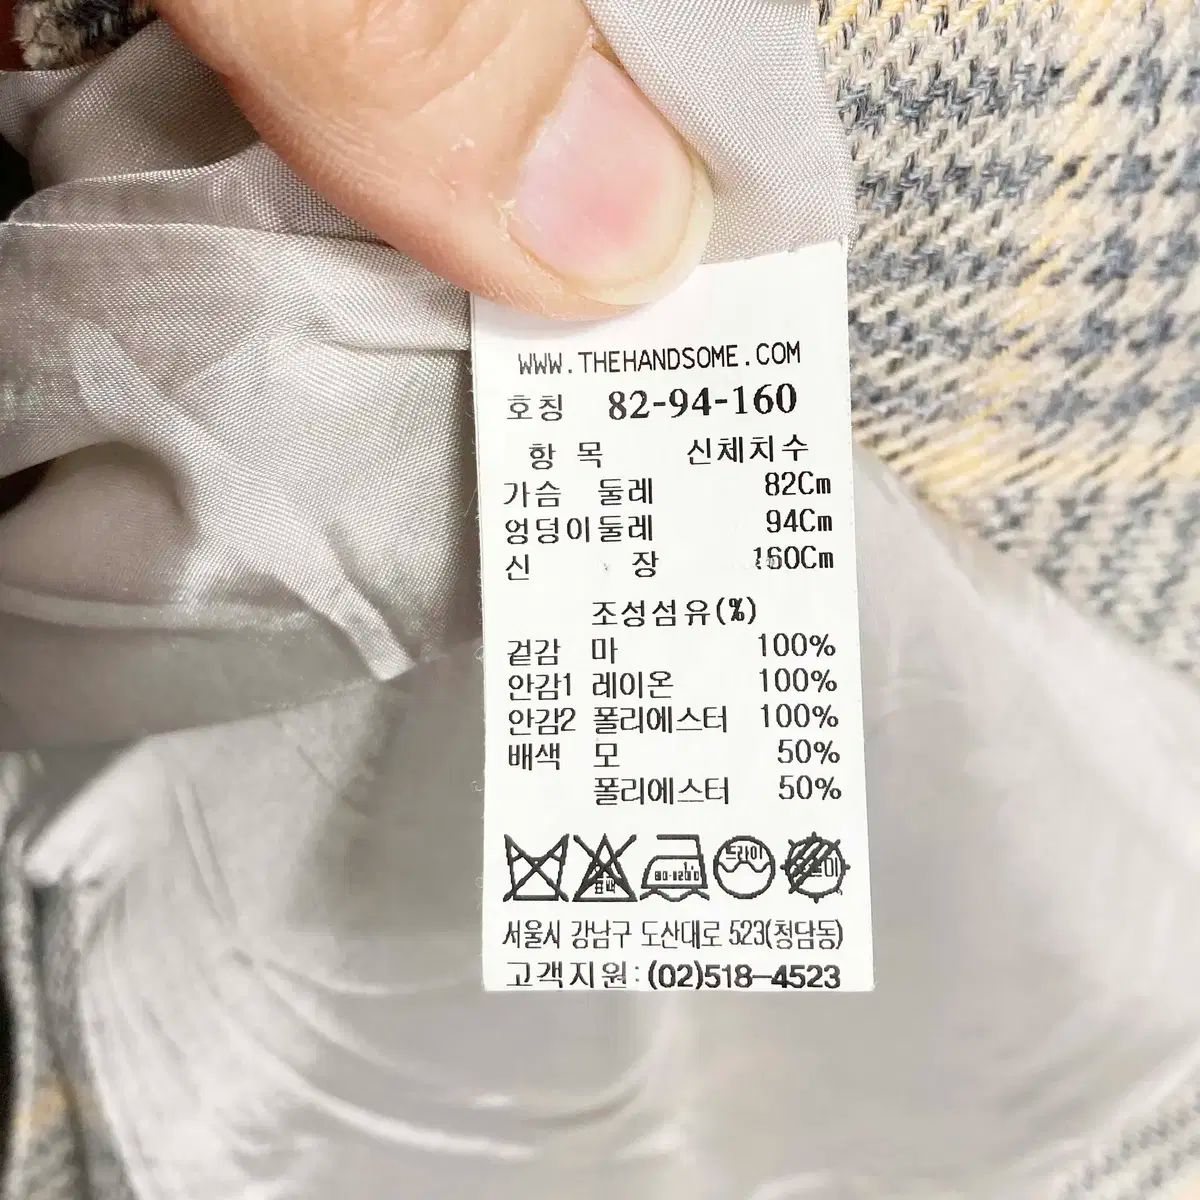 WWW.THEHANDSOME.COM
호칭 82-94-160
항 목 신체치수
가슴 둘레 82Cm
엉덩이둘레 94Cm
신 장 160Cm
조성섬유(%)
겉감 마 100%
안감1 레이온 100%
안감2 폴리에스터 100%
배색 모 50%
폴리에스터 50%
표백 드라이
서울시 강남구 도산대로 523(청담동)
고객지원:(02)518-4523